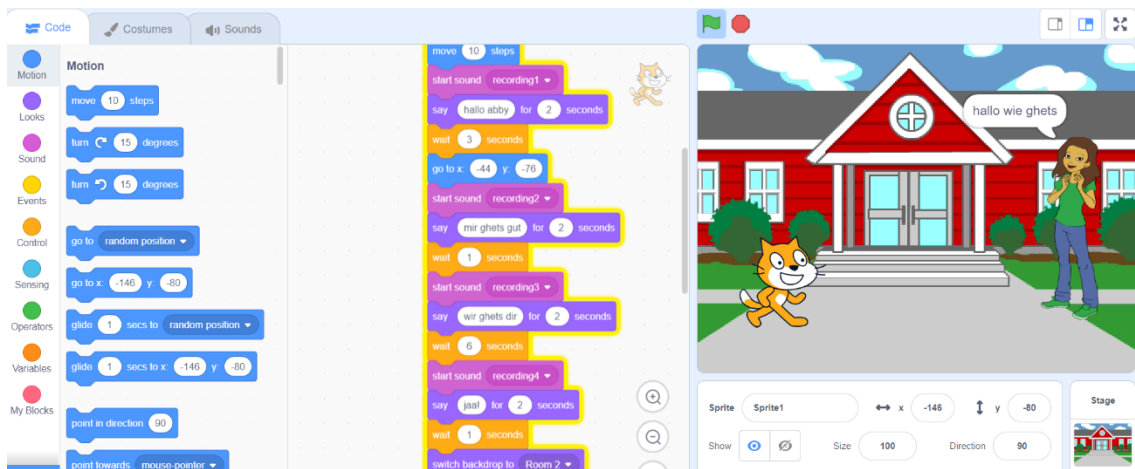 Code
Costumes
Sounds
Motion
Looks
Sound
Events
Control
Sensing
Operators
Variables
My Blocks
Motion
move 10 steps
turn 15 degrees
turn 15 degrees
go to random position
go to x: -146 y: -80
glide 1 secs to random position
glide 1 secs to x: -146 y: -80
point in direction 90
point towards mouse-pointer
move 10 steps
start sound recording1
say hallo abby for 2 seconds
wait 3 seconds
go to x: -44 y: -76
start sound recording2
say mir ghets gut for 2 seconds
wait 1 seconds
start sound recording3
say wir ghets dir for 2 seconds
wait 6 seconds
start sound recording4
say jaa! for 2 seconds
wait 1 seconds
switch backdrop to Room 2
hallo wie ghets
Sprite Sprite1 x -146 y -80
Show Size 100 Direction 90
Stage